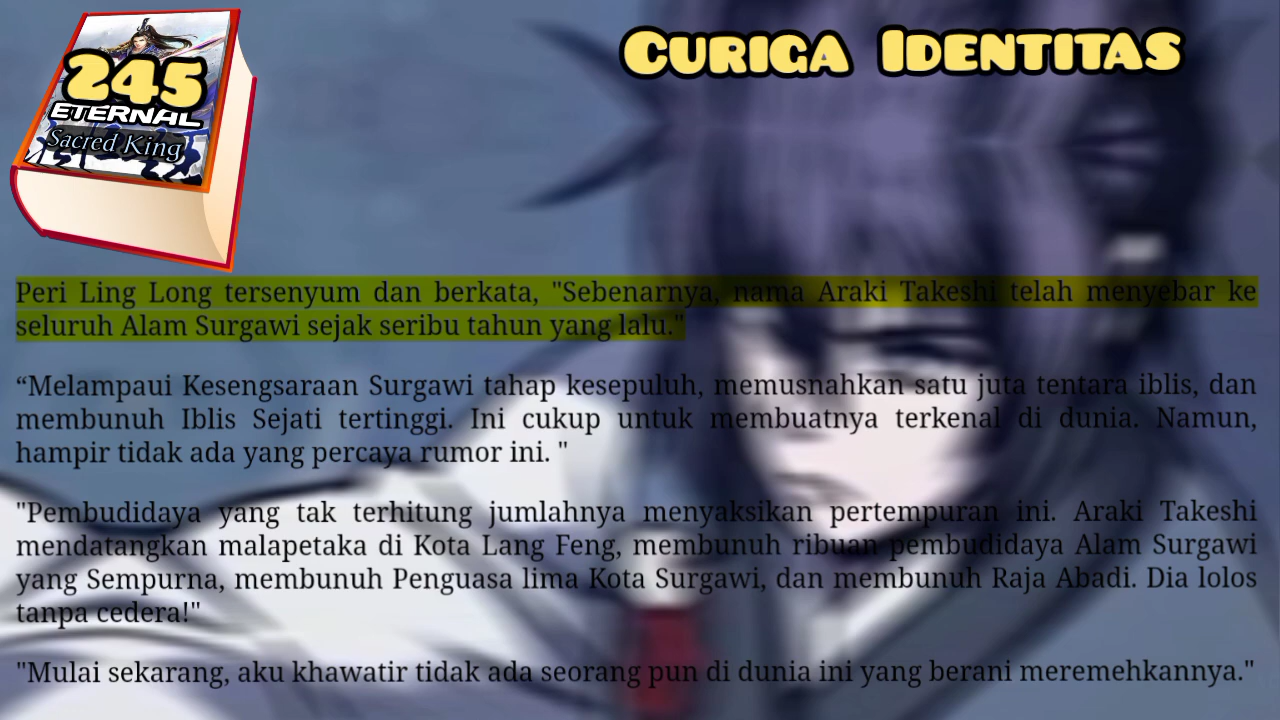 245
ETERNAL
Sacred King
CURIGA IDENTITAS
Peri Ling Long tersenyum dan berkata, "Sebenarnya, nama Araki Takeshi telah menyebar ke
seluruh Alam Surgawi sejak seribu tahun yang lalu."
“Melampaui Kesengsaraan Surgawi tahap kesepuluh, memusnahkan satu juta tentara iblis, dan
membunuh Iblis Sejati tertinggi. Ini cukup untuk membuatnya terkenal di dunia. Namun,
hampir tidak ada yang percaya rumor ini. "
"Pembudidaya yang tak terhitung jumlahnya menyaksikan pertempuran ini. Araki Takeshi
mendatangkan malapetaka di Kota Lang Feng, membunuh ribuan pembudidaya Alam Surgawi
yang Sempurna, membunuh Penguasa lima Kota Surgawi, dan membunuh Raja Abadi. Dia lolos
tanpa cedera!"
"Mulai sekarang, aku khawatir tidak ada seorang pun di dunia ini yang berani meremehkannya."